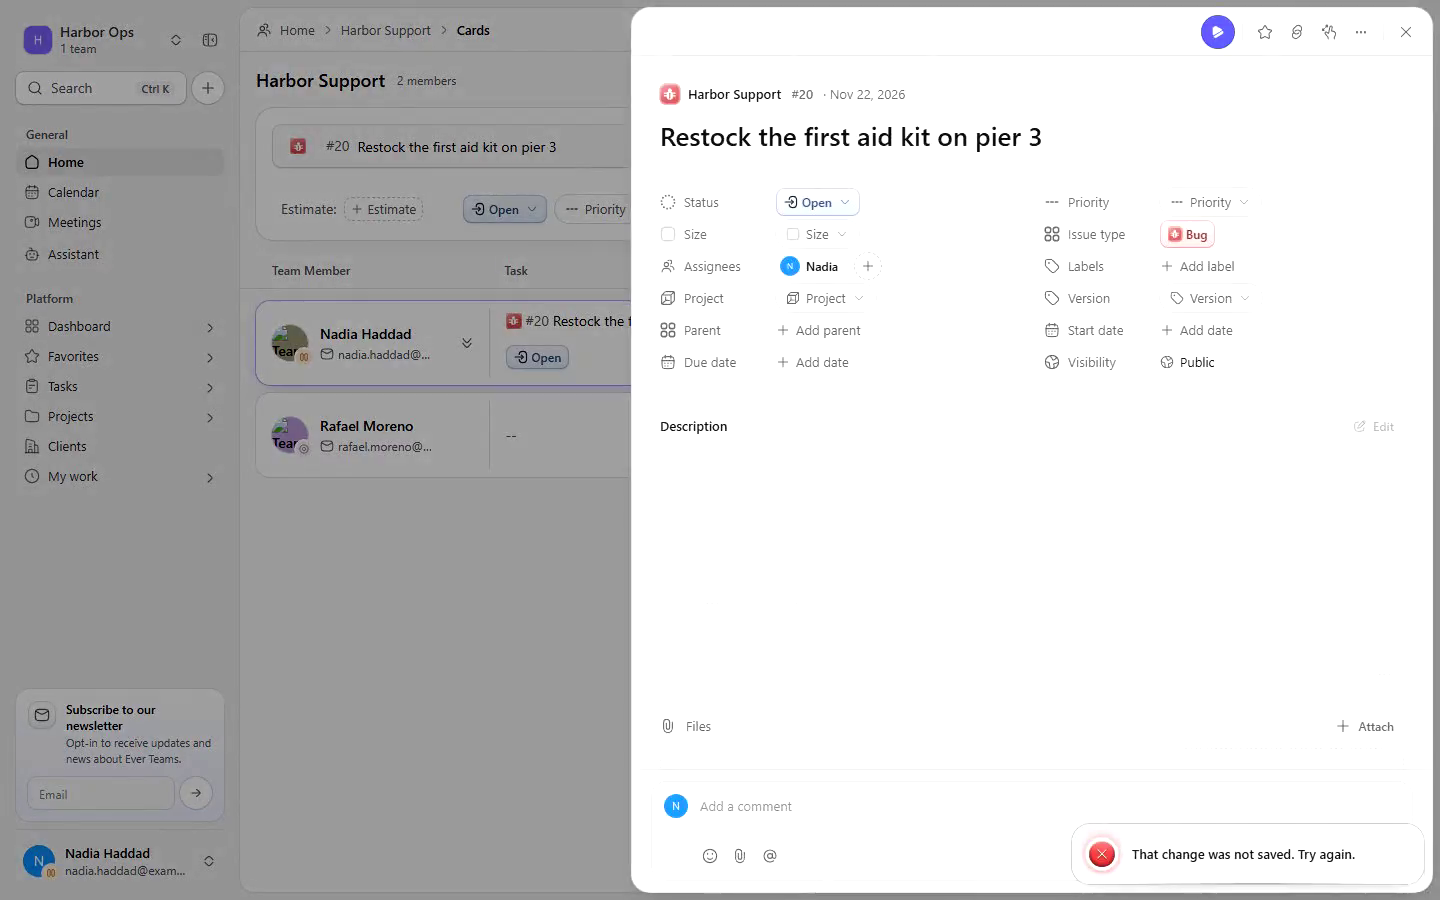 H
Harbor Ops
1 team
Search
Ctrl K
General
Home
Calendar
Meetings
Assistant
Platform
Dashboard
Favorites
Tasks
Projects
Clients
My work
Subscribe to our
newsletter
Opt-in to receive updates and
news about Ever Teams.
Email
N
Nadia Haddad
nadia.haddad@exam...
Home
Harbor Support
Cards
Harbor Support
2 members
#20 Restock the first aid kit on pier 3
Estimate:
+ Estimate
Open
Priority
Team Member
Task
Nadia Haddad
nadia.haddad@...
#20 Restock the f
Open
Rafael Moreno
rafael.moreno@...
--
Harbor Support #20 · Nov 22, 2026
Restock the first aid kit on pier 3
Status
Open
Priority
Priority
Size
Size
Issue type
Bug
Assignees
N
Nadia
Labels
Add label
Project
Project
Version
Version
Parent
Add parent
Start date
Add date
Due date
Add date
Visibility
Public
Description
Edit
Files
Attach
N
Add a comment
That change was not saved. Try again.